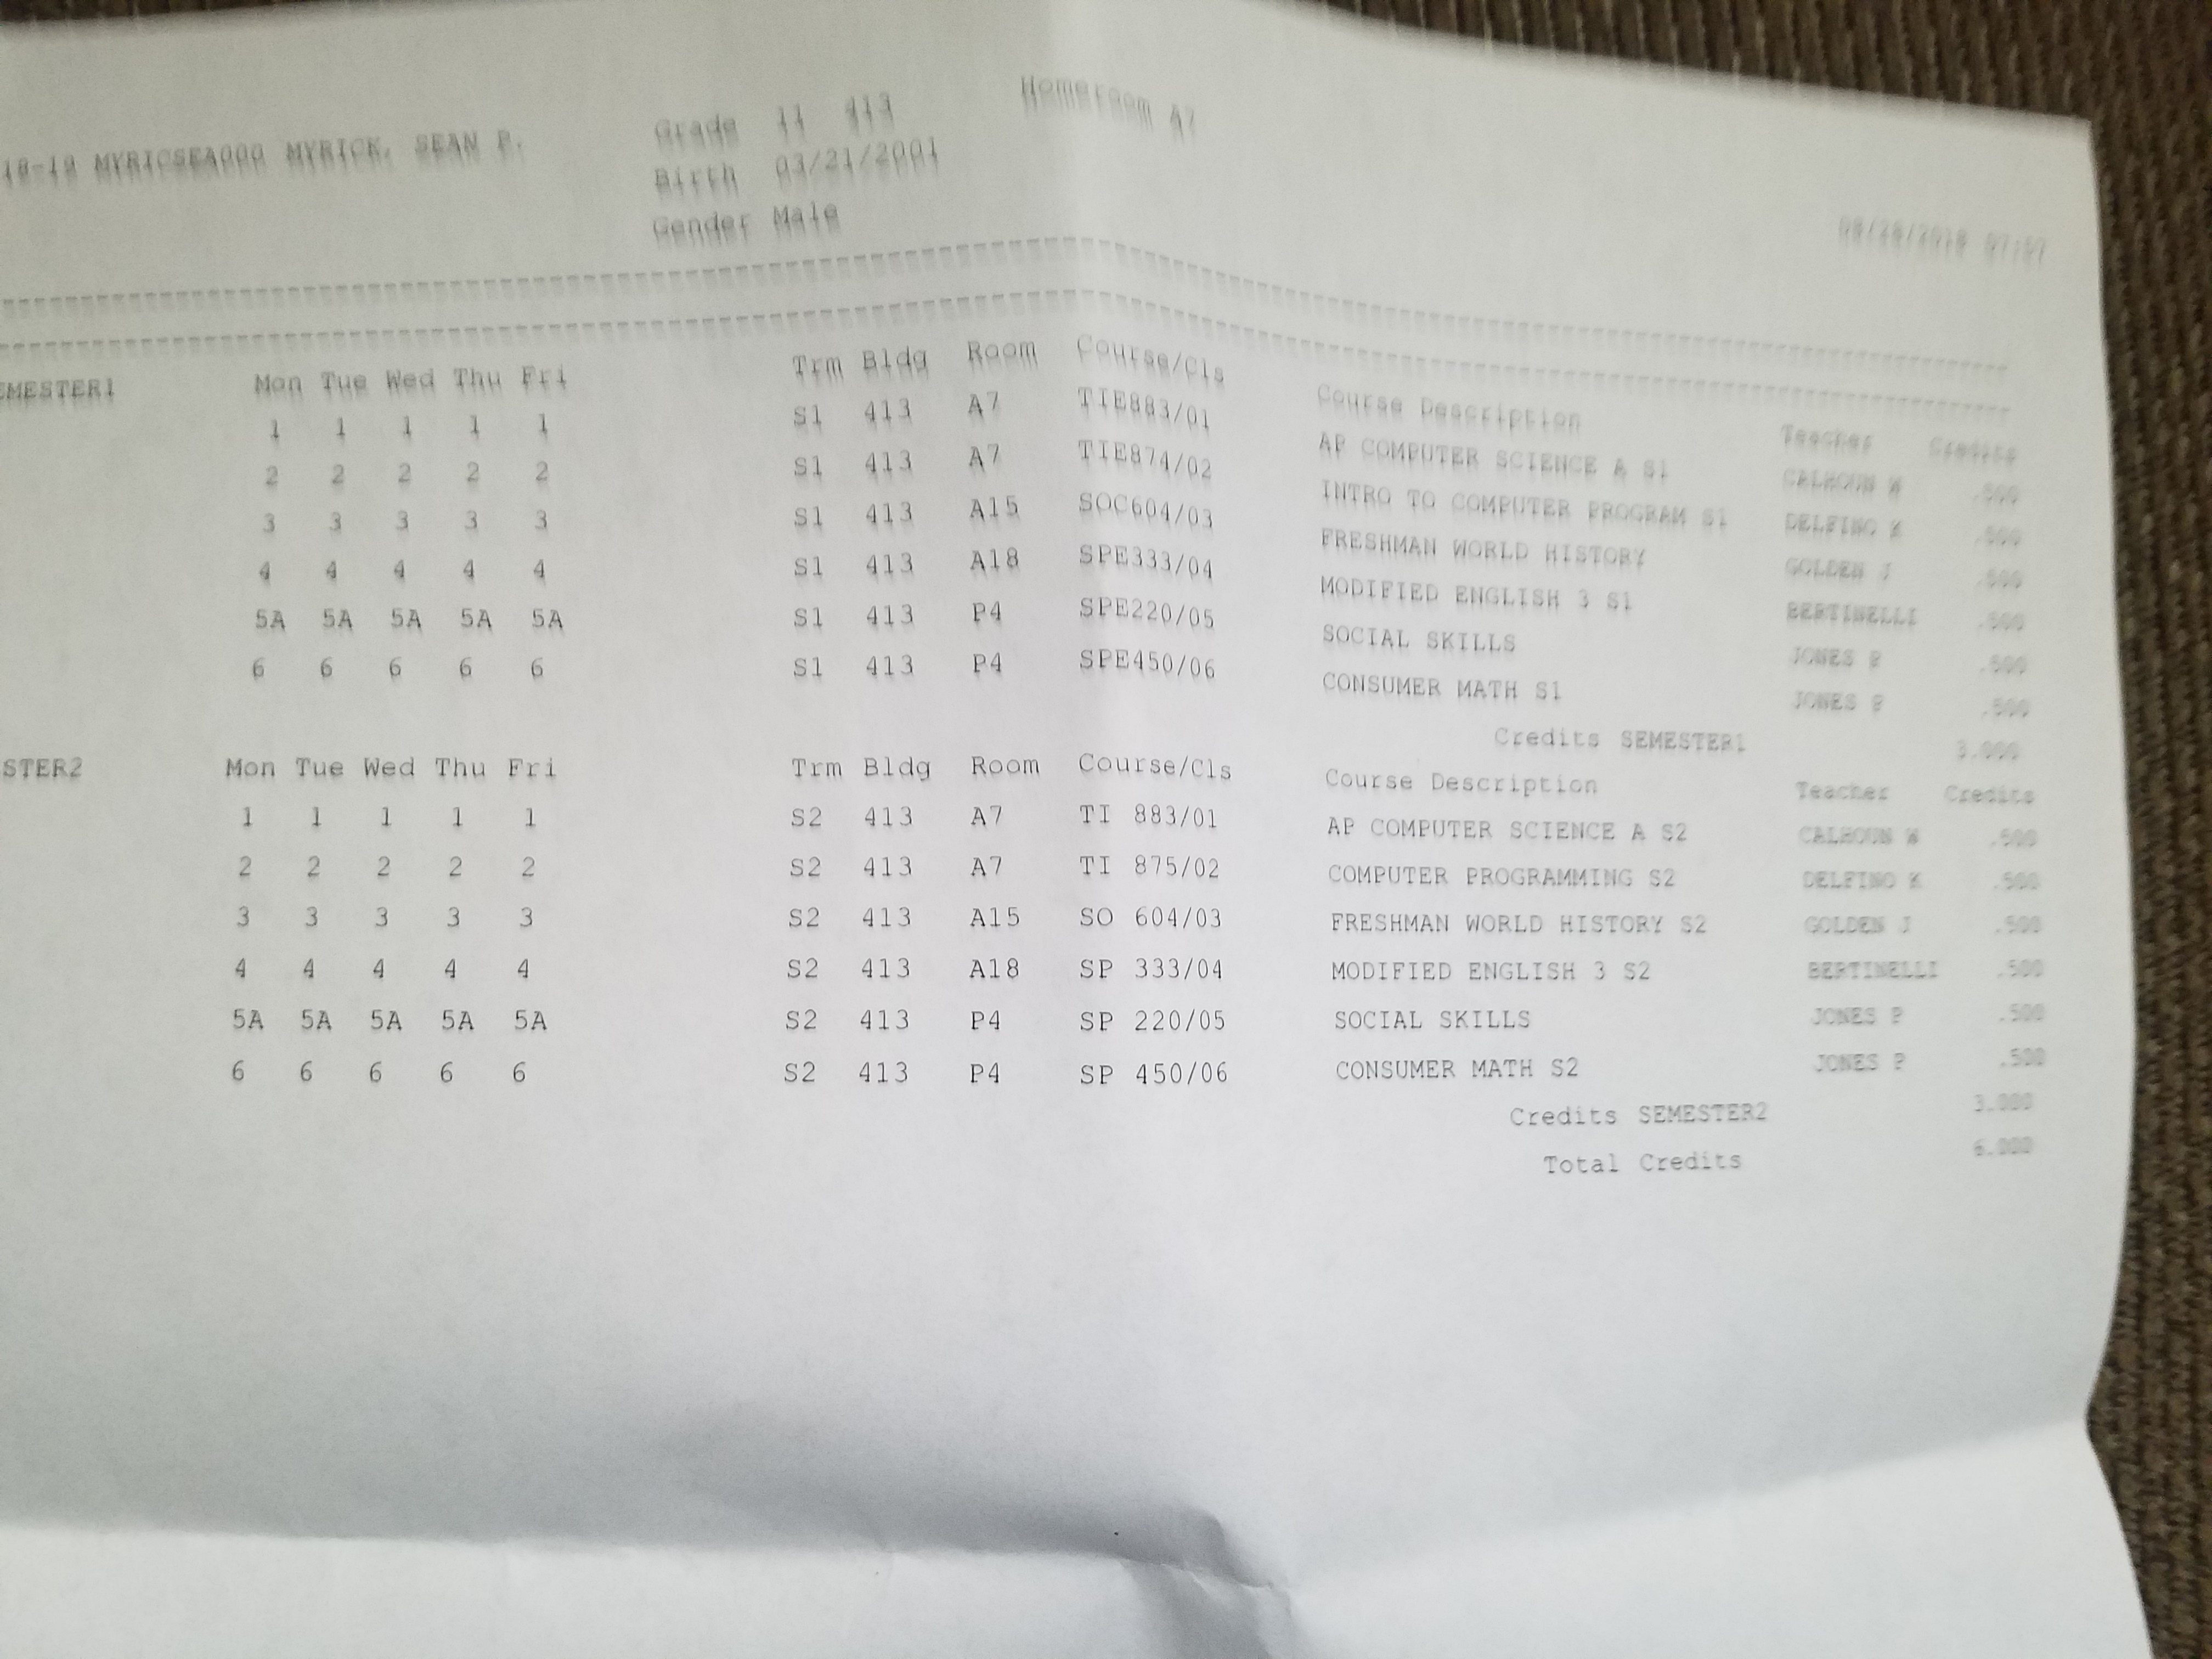 Homeroom A7
Grade 11 413
18-19 MYRICSEA000 MYRICK, SEAN P. Birth 03/21/2001
Gender Male
EMESTER1 Mon Tue Wed Thu Fri Trm Bldg Room Course/Cls Course Description Teacher Credits
1 1 1 1 1 S1 413 A7 TIE883/01 AP COMPUTER SCIENCE A S1 CALHOUN .500
2 2 2 2 2 S1 413 A7 TIE874/02 INTRO TO COMPUTER PROGRAM S1 DELFINO .500
3 3 3 3 3 S1 413 A15 SOC604/03 FRESHMAN WORLD HISTORY GOLDEN J .500
4 4 4 4 4 S1 413 A18 SPE333/04 MODIFIED ENGLISH 3 S1 BERTINELLI .500
5A 5A 5A 5A 5A S1 413 P4 SPE220/05 SOCIAL SKILLS JONES P .500
6 6 6 6 6 S1 413 P4 SPE450/06 CONSUMER MATH S1 JONES P .500
Credits SEMESTER1 3.000
STER2 Mon Tue Wed Thu Fri Trm Bldg Room Course/Cls Course Description Teacher Credits
1 1 1 1 1 S2 413 A7 TI 883/01 AP COMPUTER SCIENCE A S2 CALHOUN .500
2 2 2 2 2 S2 413 A7 TI 875/02 COMPUTER PROGRAMMING S2 DELFINO .500
3 3 3 3 3 S2 413 A15 SO 604/03 FRESHMAN WORLD HISTORY S2 GOLDEN J .500
4 4 4 4 4 S2 413 A18 SP 333/04 MODIFIED ENGLISH 3 S2 BERTINELLI .500
5A 5A 5A 5A 5A S2 413 P4 SP 220/05 SOCIAL SKILLS JONES P .500
6 6 6 6 6 S2 413 P4 SP 450/06 CONSUMER MATH S2 JONES P .500
Credits SEMESTER2 3.000
Total Credits 6.000